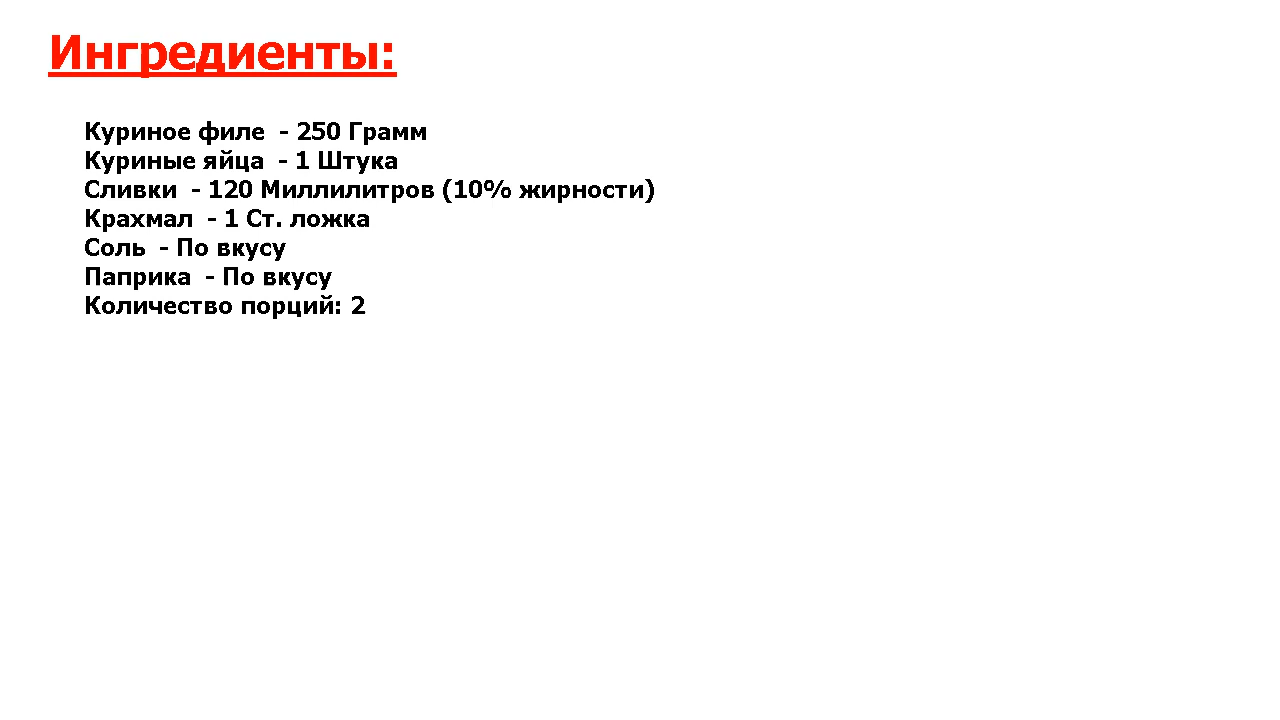 Ингредиенты:
Куриное филе  - 250 Грамм
Куриные яйца  - 1 Штука
Сливки  - 120 Миллилитров (10% жирности)
Крахмал  - 1 Ст. ложка
Соль  - По вкусу
Паприка  - По вкусу
Количество порций: 2